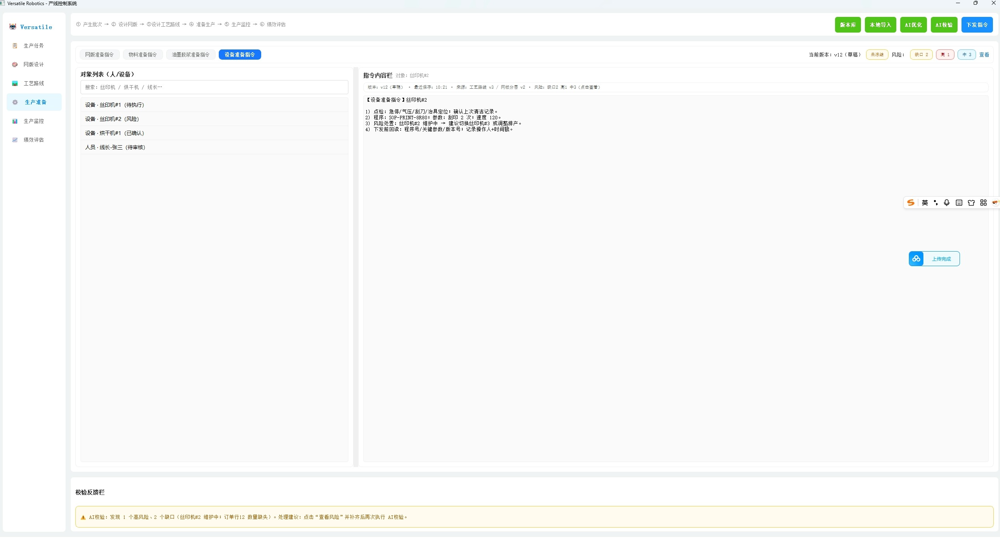 Versatile Robotics - 产线控制系统
Versatile
生产任务
网版设计
工艺路线
生产准备
生产监控
绩效评估
① 产生批次 → ② 设计网版 → ③设计工艺路线 → ④ 准备生产 → ⑤ 生产监控 → ⑥ 绩效评估
版本库 本地导入 AI优化 AI校验 下发指令
网版准备指令 物料准备指令 油墨胶浆准备指令 设备准备指令
当前版本：v12（草稿） 未冻结 风险： 缺口 2 高 1 中 3 查看
对象列表（人/设备）
搜索：丝印机 / 烘干机 / 线长…
设备 · 丝印机#1（待执行）
设备 · 丝印机#2（风险）
设备 · 烘干机#1（已确认）
人员 · 线长-张三（待审核）
指令内容栏 对象：丝印机#2
版本：v12（草稿） · 最近保存：10:21 · 来源：工艺路线 v3 / 网版分层 v2 · 风险：缺口2 高1 中3（点击查看）
【设备准备指令】丝印机#2
1) 点检：急停/气压/刮刀/治具定位；确认上次清洁记录。
2) 程序：SOP-PRINT-8R80；参数：刮印 2 次；速度 120。
3) 风险处置：丝印机#2 维护中 → 建议切换丝印机#3 或调整排产。
4) 下发前回读：程序号/关键参数/版本号；记录操作人+时间戳。
英
上传完成
校验反馈栏
AI校验：发现 1 个高风险、2 个缺口（丝印机#2 维护中；订单行12 数量缺失）。处理建议：点击“查看风险”并补齐后再次执行 AI校验。